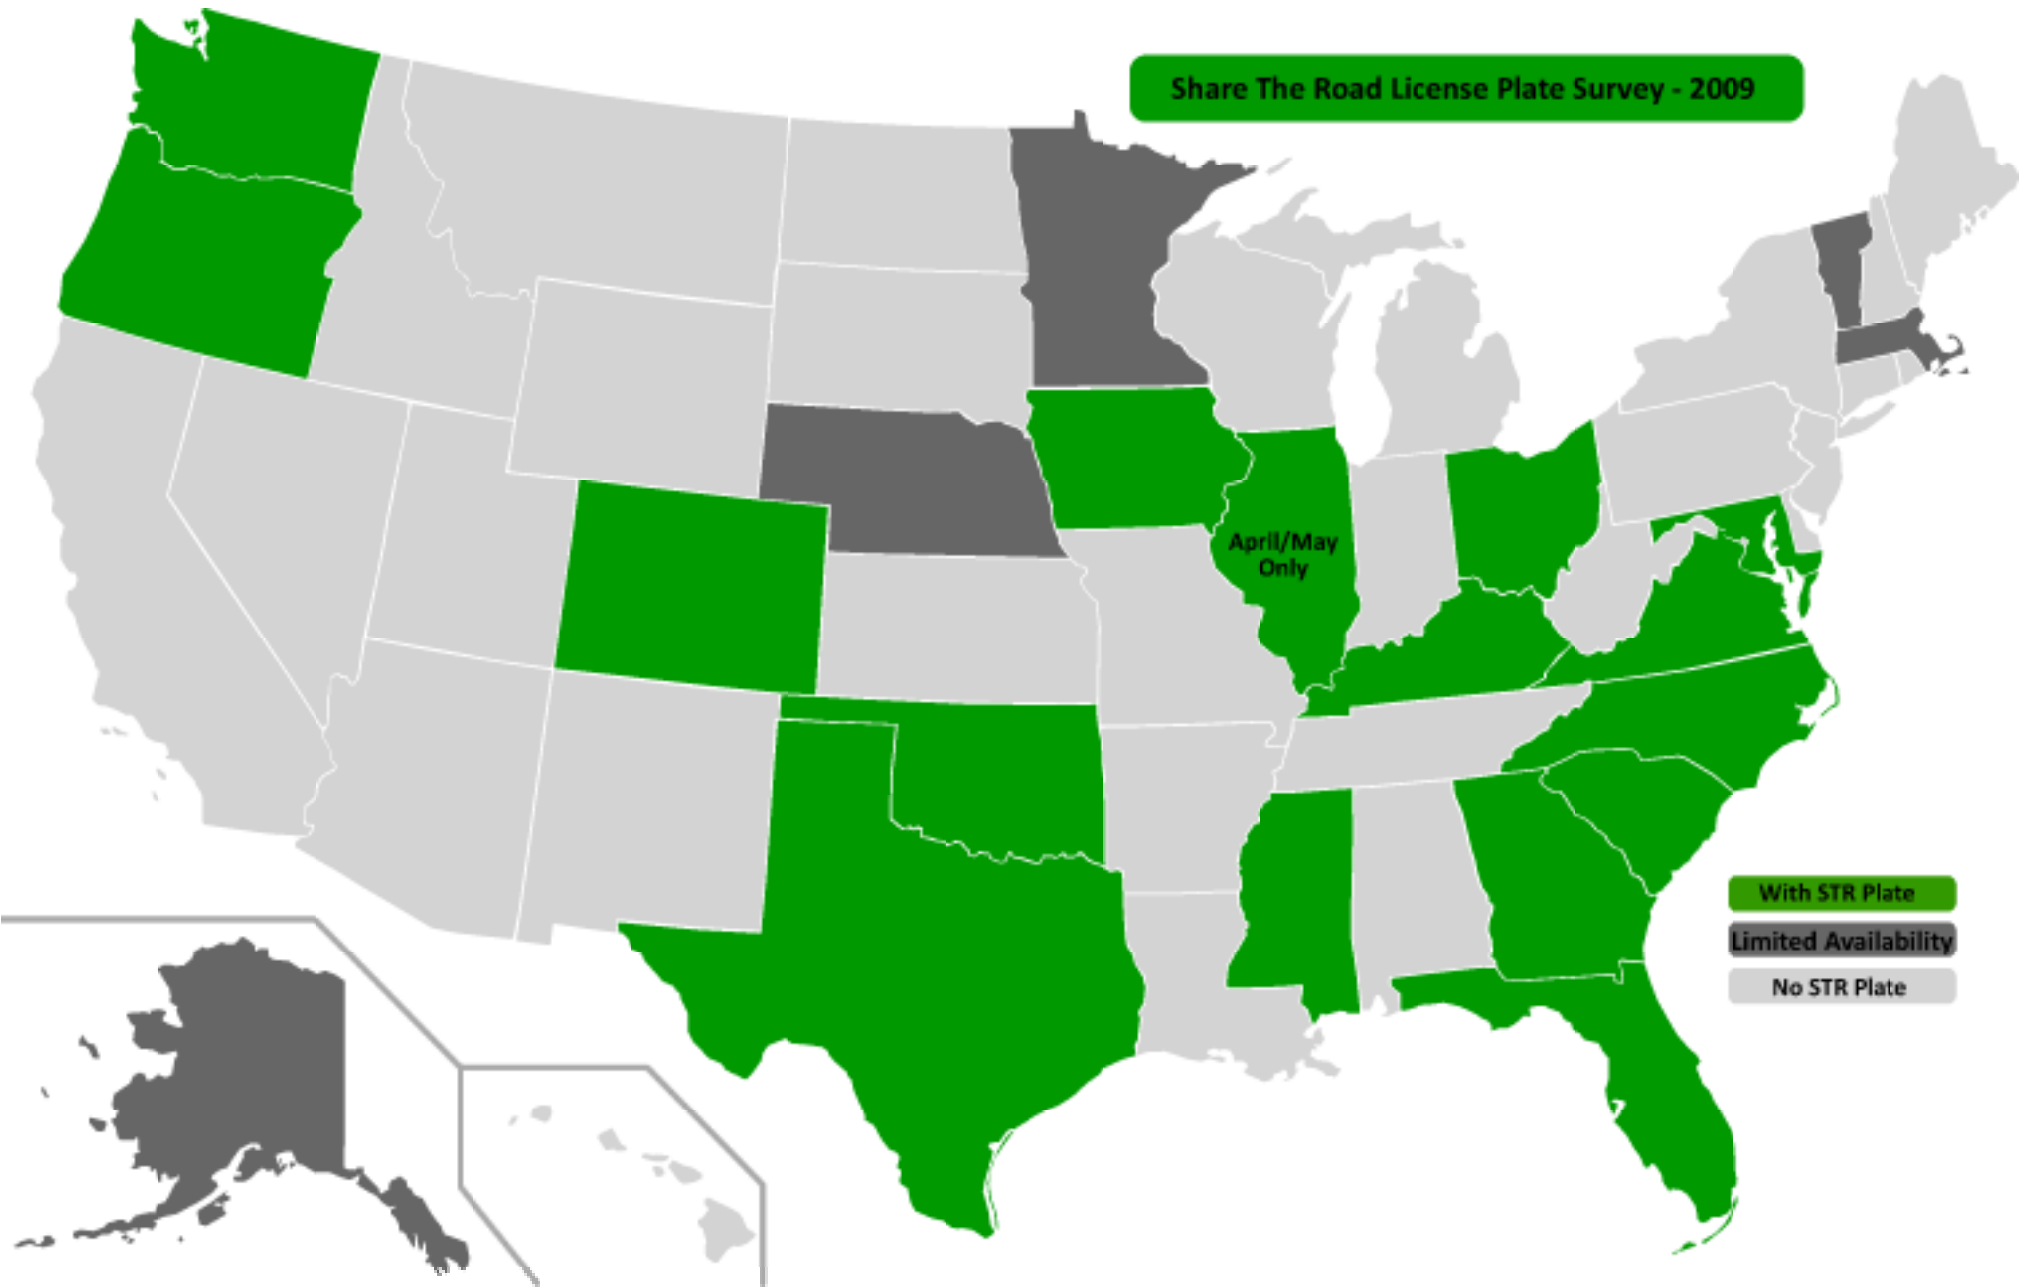 Share The Road License Plate Survey - 2009
April/May
Only
With STR Plate
Limited Availability
No STR Plate